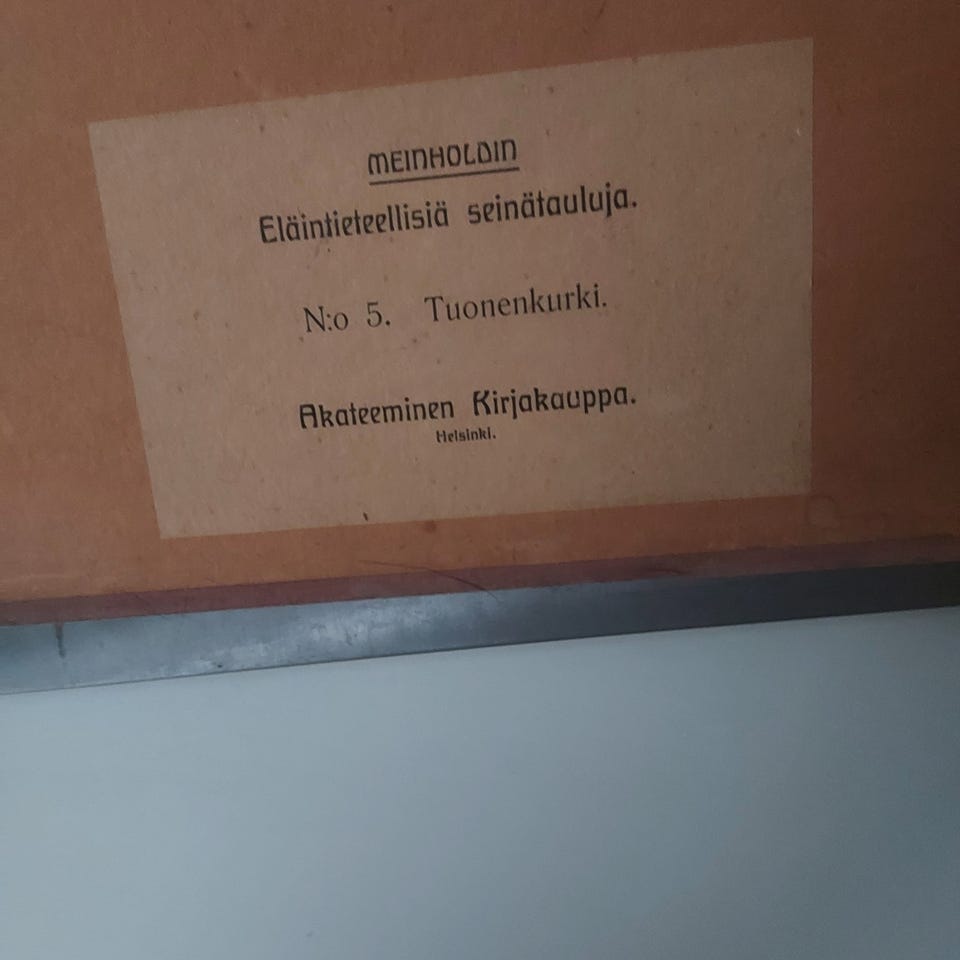 MEINHOLDIN
Eläintieteellisiä seinätauluja.
N:o 5. Tuonenkurki.
Akateeminen Kirjakauppa.
Helsinki.